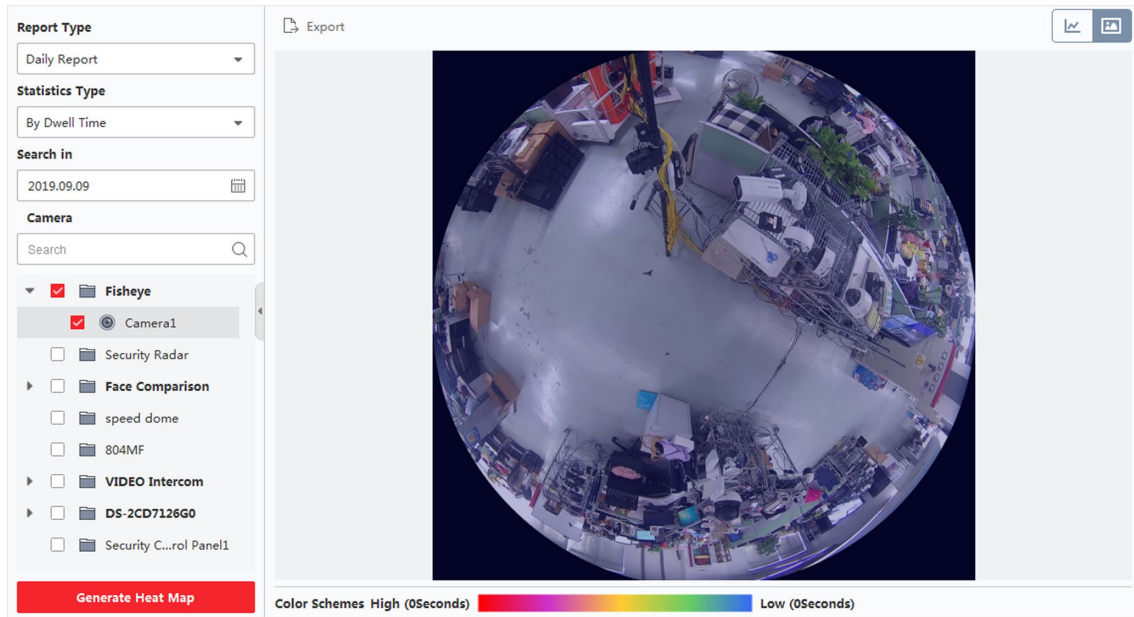 Report Type
Daily Report
Statistics Type
By Dwell Time
Search in
2019.09.09
Camera
Search
Fisheye
Camera1
Security Radar
Face Comparison
speed dome
804MF
VIDEO Intercom
DS-2CD7126G0
Security C...rol Panel1
Generate Heat Map
Export
Color Schemes High (0Seconds) Low (0Seconds)